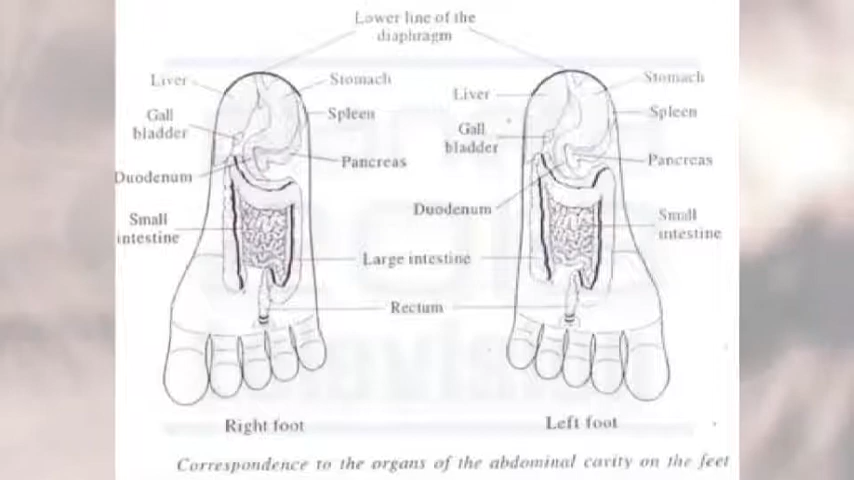 Lower line of the
diaphragm
Liver
Stomach
Gall
bladder
Spleen
Duodenum
Pancreas
Small
intestine
Liver
Stomach
Gall
bladder
Spleen
Duodenum
Pancreas
Small
intestine
Large intestine
Rectum
Right foot
Left foot
Correspondence to the organs of the abdominal cavity on the feet